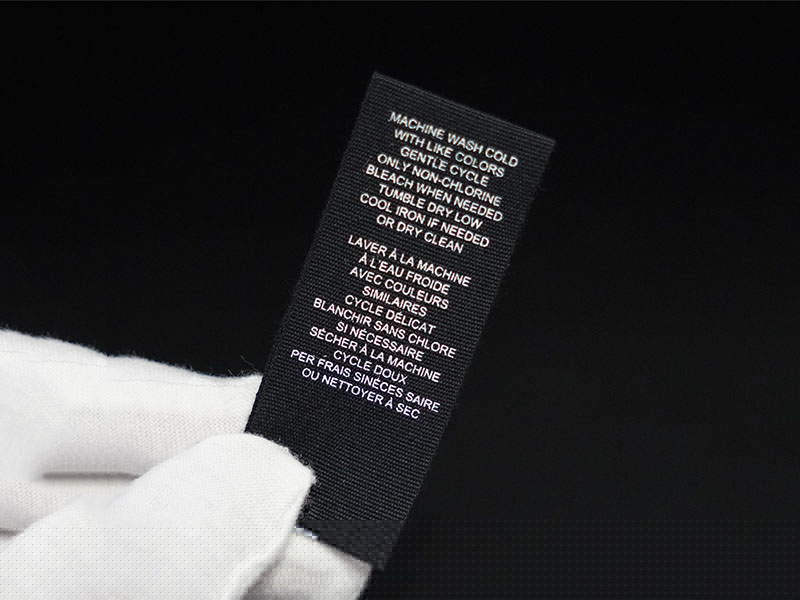 MACHINE WASH COLD
WITH LIKE COLORS
GENTLE CYCLE
ONLY NON-CHLORINE
BLEACH WHEN NEEDED
TUMBLE DRY LOW
COOL IRON IF NEEDED
OR DRY CLEAN
LAVER À LA MACHINE
À L'EAU FROIDE
AVEC COULEURS
SIMILAIRES
CYCLE DÉLICAT
BLANCHIR SANS CHLORE
SI NÉCESSAIRE
SÉCHER À LA MACHINE
CYCLE DOUX
PER FRAIS SINÉCES SAIRE
OU NETTOYER À SEC